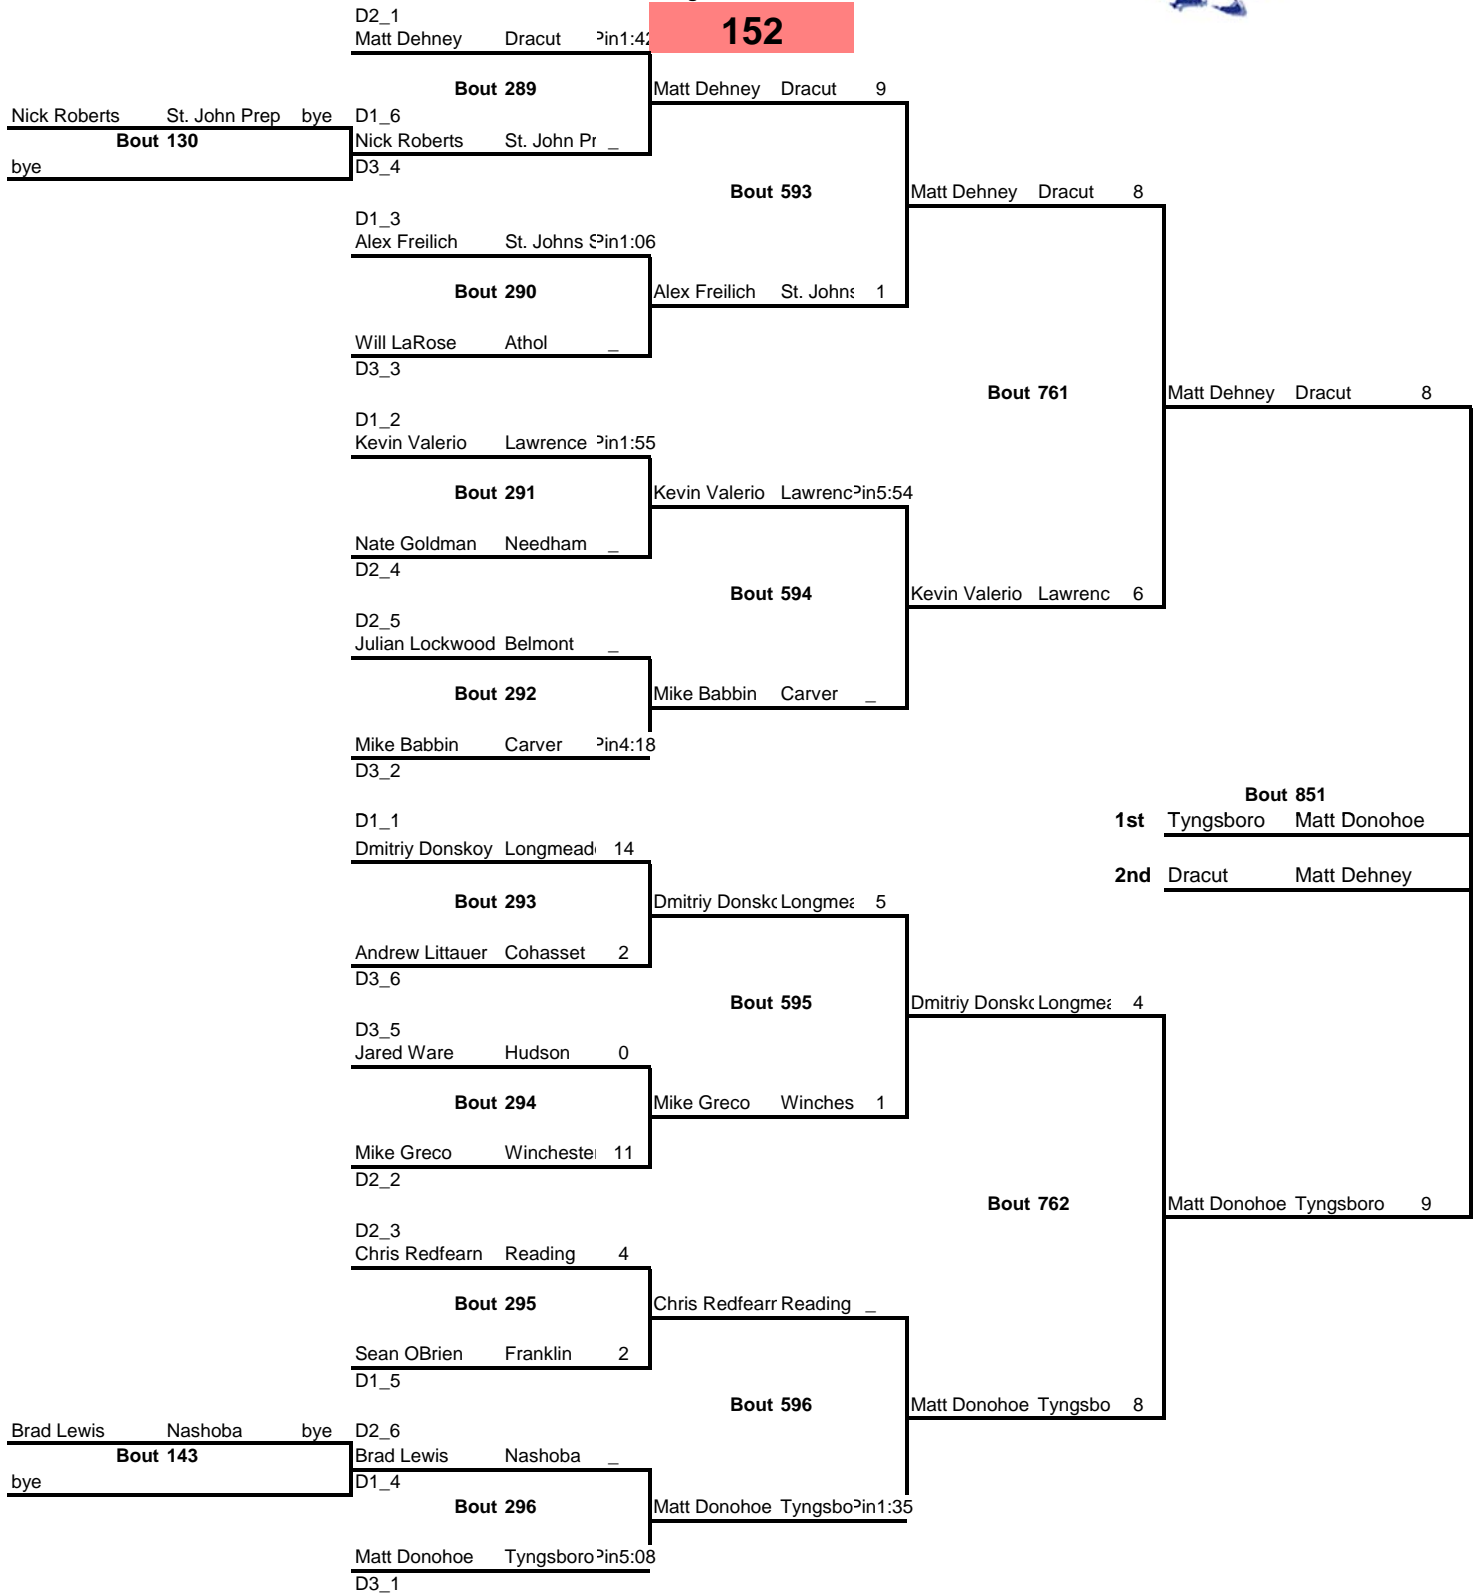 D2_1
152
Matt Dehney Dracut Pin1:42
Bout 289
Matt Dehney Dracut 9
Nick Roberts St. John Prep bye D1_6
Bout 130
Nick Roberts St. John Pr _
bye
D3_4
Bout 593
Matt Dehney Dracut 8
D1_3
Alex Freilich St. Johns S Pin1:06
Bout 290
Alex Freilich St. Johns 1
Will LaRose Athol _
D3_3
Bout 761
Matt Dehney Dracut 8
D1_2
Kevin Valerio Lawrence Pin1:55
Bout 291
Kevin Valerio Lawrenc Pin5:54
Nate Goldman Needham _
D2_4
Bout 594
Kevin Valerio Lawrenc 6
D2_5
Julian Lockwood Belmont _
Bout 292
Mike Babbin Carver _
Mike Babbin Carver Pin4:18
D3_2
Bout 851
D1_1
1st Tyngsboro Matt Donohoe
Dmitriy Donskoy Longmead 14
2nd Dracut Matt Dehney
Bout 293
Dmitriy Donsko Longmea 5
Andrew Littauer Cohasset 2
D3_6
Bout 595
Dmitriy Donsko Longmea 4
D3_5
Jared Ware Hudson 0
Bout 294
Mike Greco Winches 1
Mike Greco Winchester 11
D2_2
Bout 762
Matt Donohoe Tyngsboro 9
D2_3
Chris Redfearn Reading 4
Bout 295
Chris Redfearn Reading _
Sean OBrien Franklin 2
D1_5
Bout 596
Matt Donohoe Tyngsbo 8
Brad Lewis Nashoba bye D2_6
Bout 143
Brad Lewis Nashoba _
bye
D1_4
Bout 296
Matt Donohoe Tyngsbo Pin1:35
Matt Donohoe Tyngsboro Pin5:08
D3_1